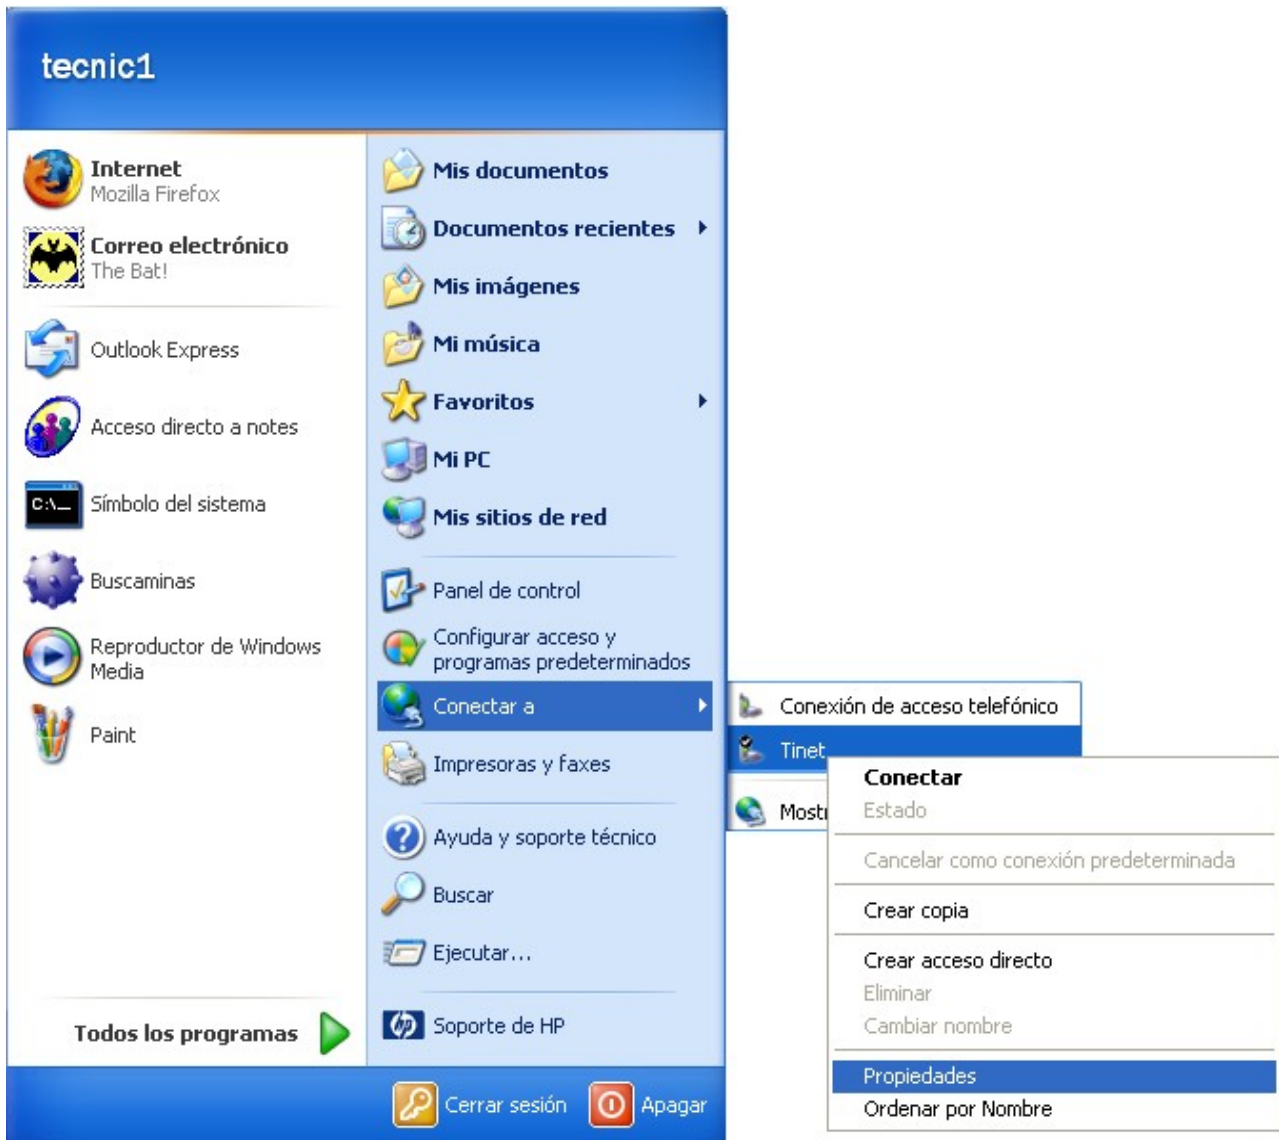 tecnic1
Internet
Mozilla Firefox
Correo electrónico
The Bat!
Outlook Express
Acceso directo a notes
C:\_
Símbolo del sistema
Buscaminas
Reproductor de Windows
Media
Paint
Todos los programas
Mis documentos
Documentos recientes
Mis imágenes
Mi música
Favoritos
Mi PC
Mis sitios de red
Panel de control
Configurar acceso y
programas predeterminados
Conectar a
Impresoras y faxes
Ayuda y soporte técnico
Buscar
Ejecutar...
hp
Soporte de HP
Cerrar sesión
Apagar
Conexión de acceso telefónico
Tinet
Conectar
Estado
Cancelar como conexión predeterminada
Crear copia
Crear acceso directo
Eliminar
Cambiar nombre
Propiedades
Ordenar por Nombre